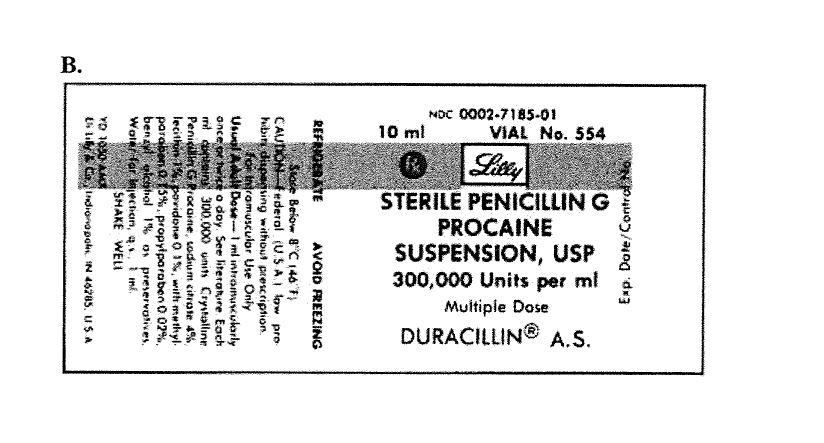 B.
NDC 0002-7185-01
10 ml VIAL No. 554
Rx Lilly
STERILE PENICILLIN G
PROCAINE
SUSPENSION, USP
300,000 Units per ml
Multiple Dose
DURACILLIN® A.S.
Exp. Date/Control No.
REFRIGERATE AVOID FREEZING
Store Below 8°C (46°F)
CAUTION—Federal (U.S.A.) law pro-
hibits dispensing without prescription.
For Intramuscular Use Only
Usual Adult Dose—1 ml intramuscularly
once or twice a day. See literature. Each
ml contains 300,000 units Crystalline
Penicillin G Procaine, sodium citrate 4%,
lecithin 1%, povidone 0.1%, with methyl-
paraben 0.15%, propylparaben 0.02%,
benzyl alcohol 1% as preservatives.
Water for Injection, q.s., 1 ml.
SHAKE WELL
YD 1050 AMX
Eli Lilly & Co., Indianapolis, IN 46285, U.S.A.